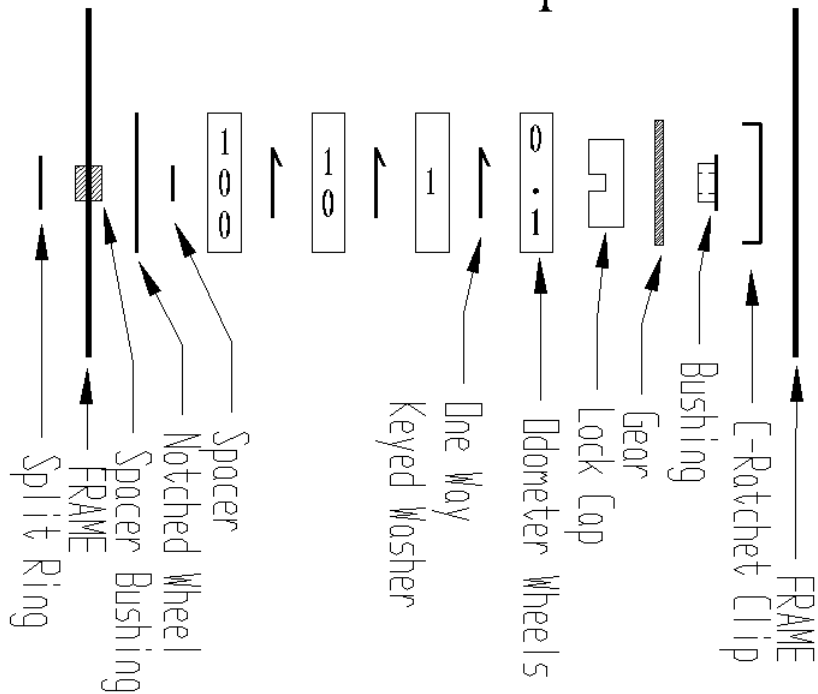 FRAME
C-Ratchet Clip
Bushing
Gear
Lock Cap
0.1
Odometer Wheels
One Way
Keyed Washer
1
10
100
Spacer
Notched Wheel
Spacer Bushing
FRAME
Split Ring